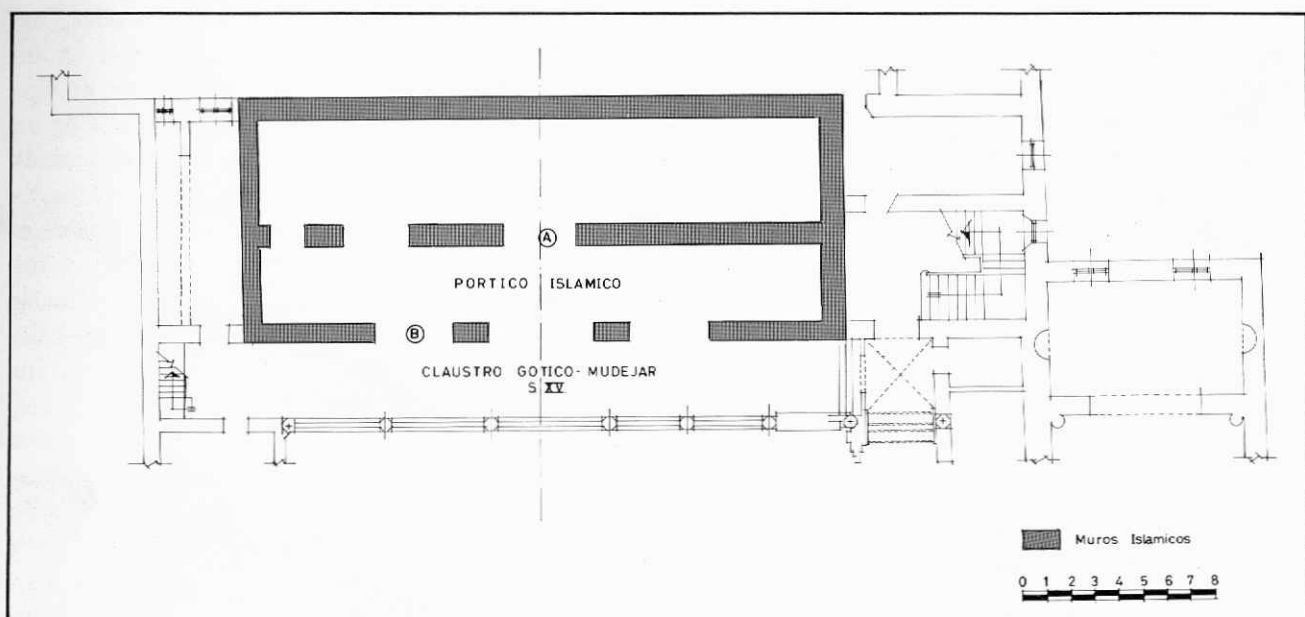 A
PORTICO ISLAMICO
B
CLAUSTRO GOTICO-MUDEJAR
S XV
Muros Islamicos
0 1 2 3 4 5 6 7 8